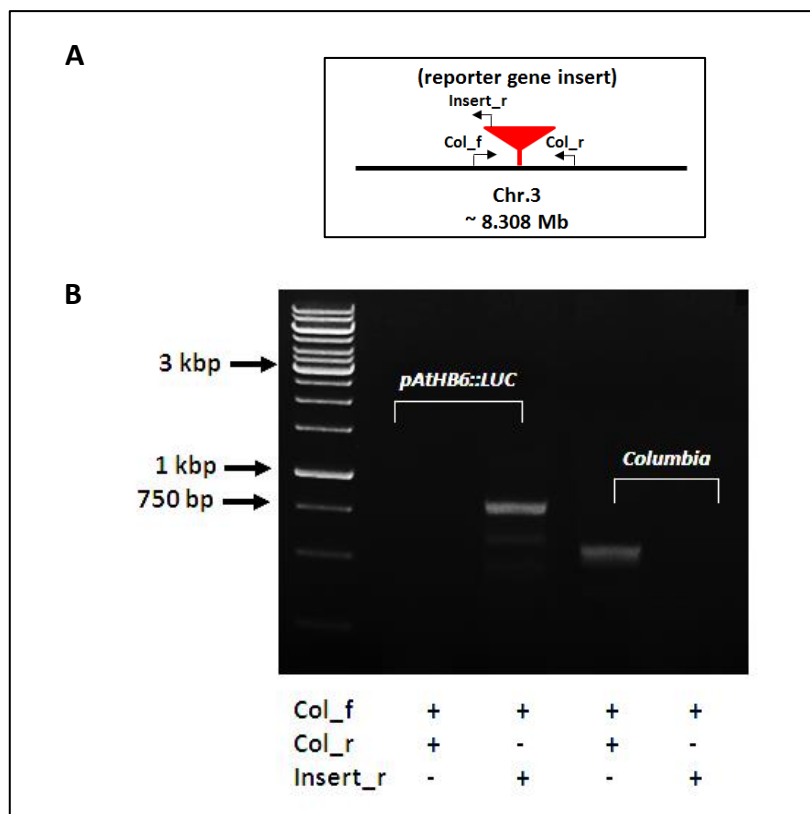 A
(reporter gene insert)
Insert_r
Col_f Col_r
Chr.3
~ 8.308 Mb
B
3 kbp
pAtHB6::LUC
Columbia
1 kbp
750 bp
Col_f + + + +
Col_r + - + -
Insert_r - + - +